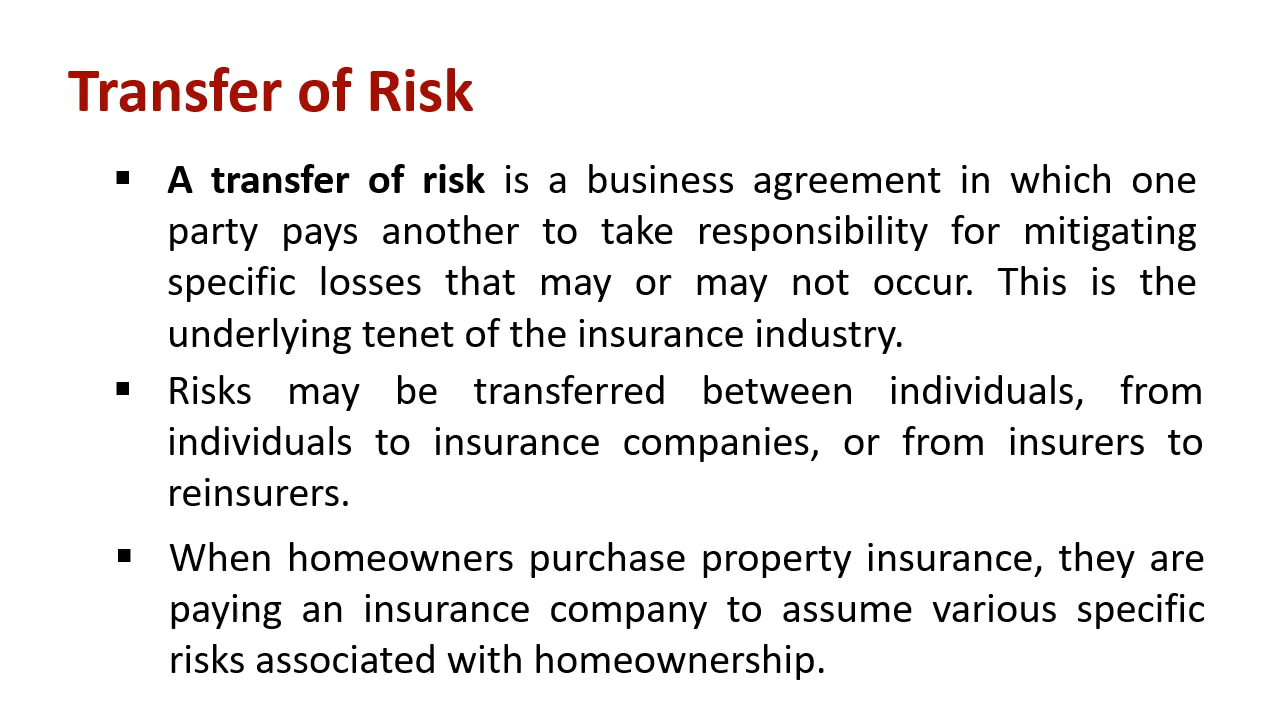 Transfer of Risk
▪ A transfer of risk is a business agreement in which one
party pays another to take responsibility for mitigating
specific losses that may or may not occur. This is the
underlying tenet of the insurance industry.
▪ Risks may be transferred between individuals, from
individuals to insurance companies, or from insurers to
reinsurers.
▪ When homeowners purchase property insurance, they are
paying an insurance company to assume various specific
risks associated with homeownership.